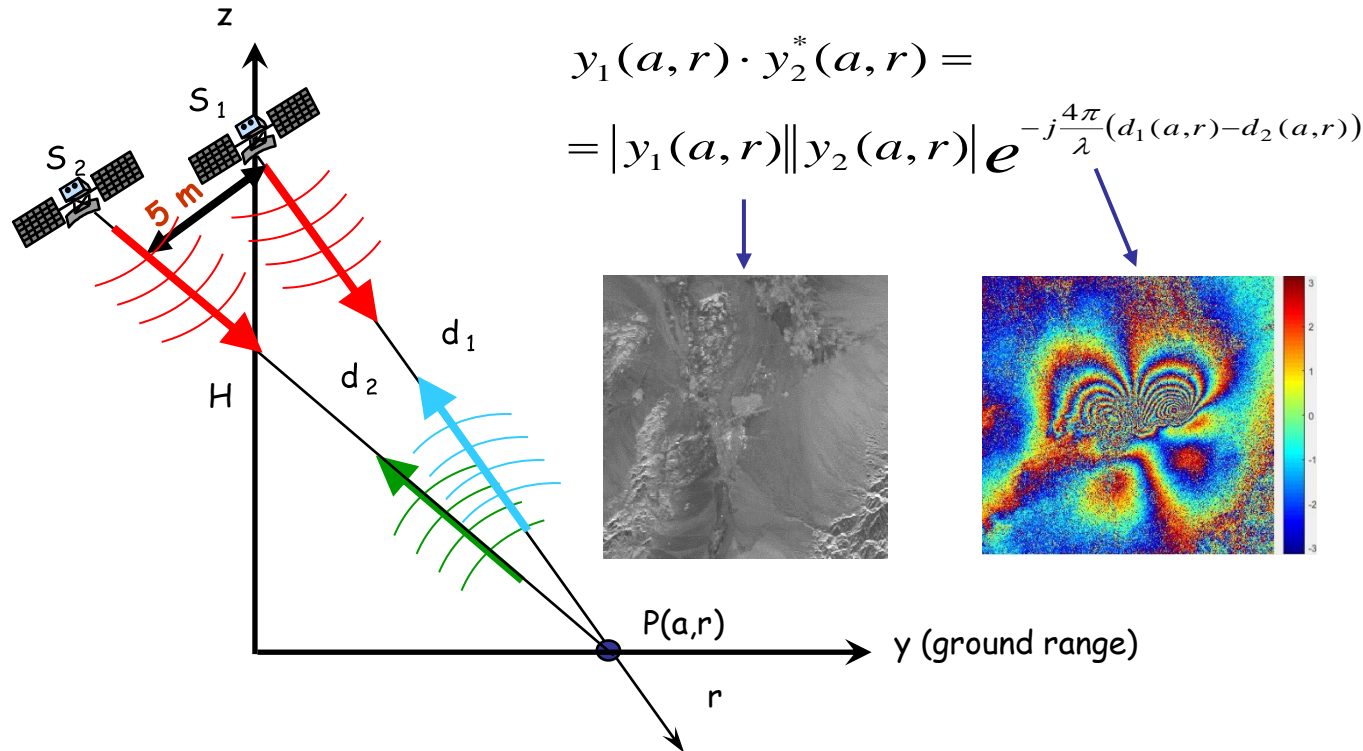 z
y₁(a,r) · y₂*(a,r) =
= |y₁(a,r)||y₂(a,r)| e^{-j\frac{4π}{λ}(d₁(a,r)-d₂(a,r))}
S₁
S₂
5 m
d₁
d₂
H
3
2
1
0
-1
-2
-3
P(a,r)
y (ground range)
r